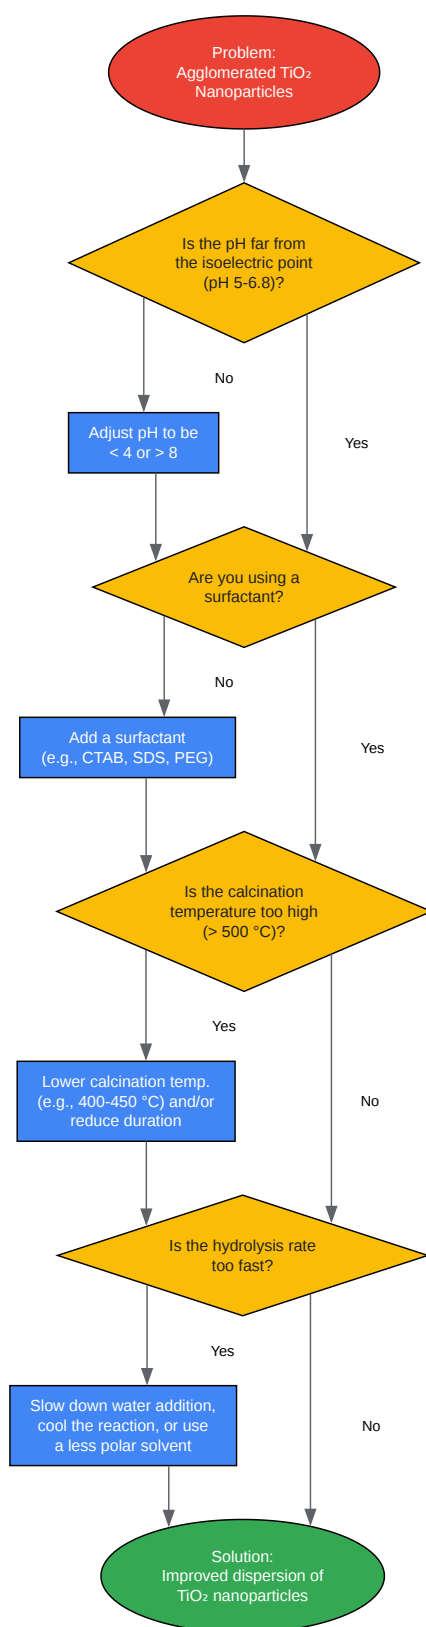 Problem:
Agglomerated TiO₂
Nanoparticles
Is the pH far from
the isoelectric point
(pH 5-6.8)?
No
Adjust pH to be
< 4 or > 8
Yes
Are you using a
surfactant?
No
Add a surfactant
(e.g., CTAB, SDS, PEG)
Yes
Is the calcination
temperature too high
(> 500 °C)?
Yes
Lower calcination temp.
(e.g., 400-450 °C) and/or
reduce duration
No
Is the hydrolysis rate
too fast?
Yes
Slow down water addition,
cool the reaction, or use
a less polar solvent
No
Solution:
Improved dispersion of
TiO₂ nanoparticles